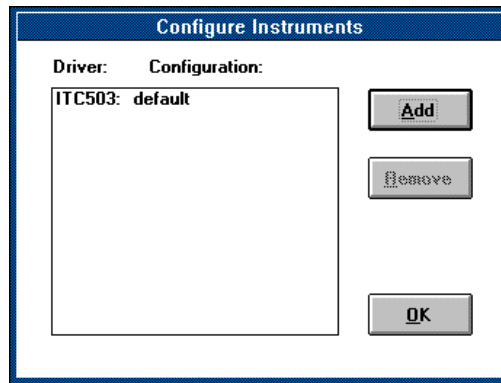 Configure Instruments
Driver: Configuration:
ITC503: default
Add
Remove
OK